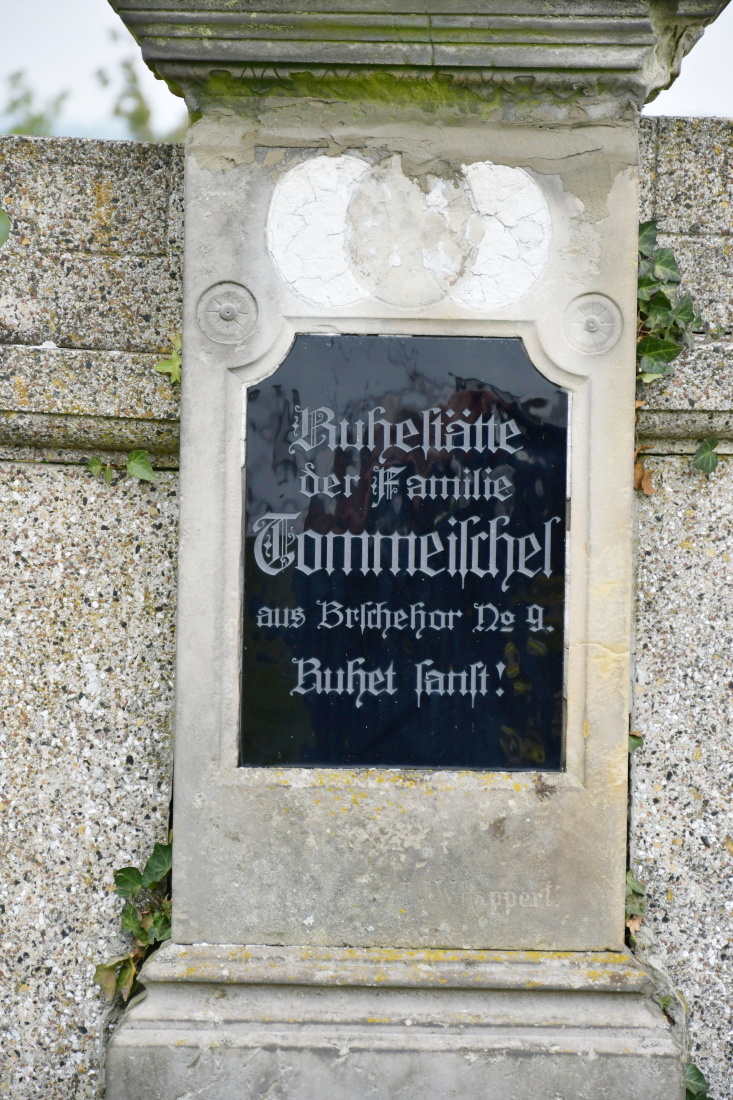 Ruhestätte
der Familie
Tommeischel
aus Brschehor No 9.
Ruhet sanft!